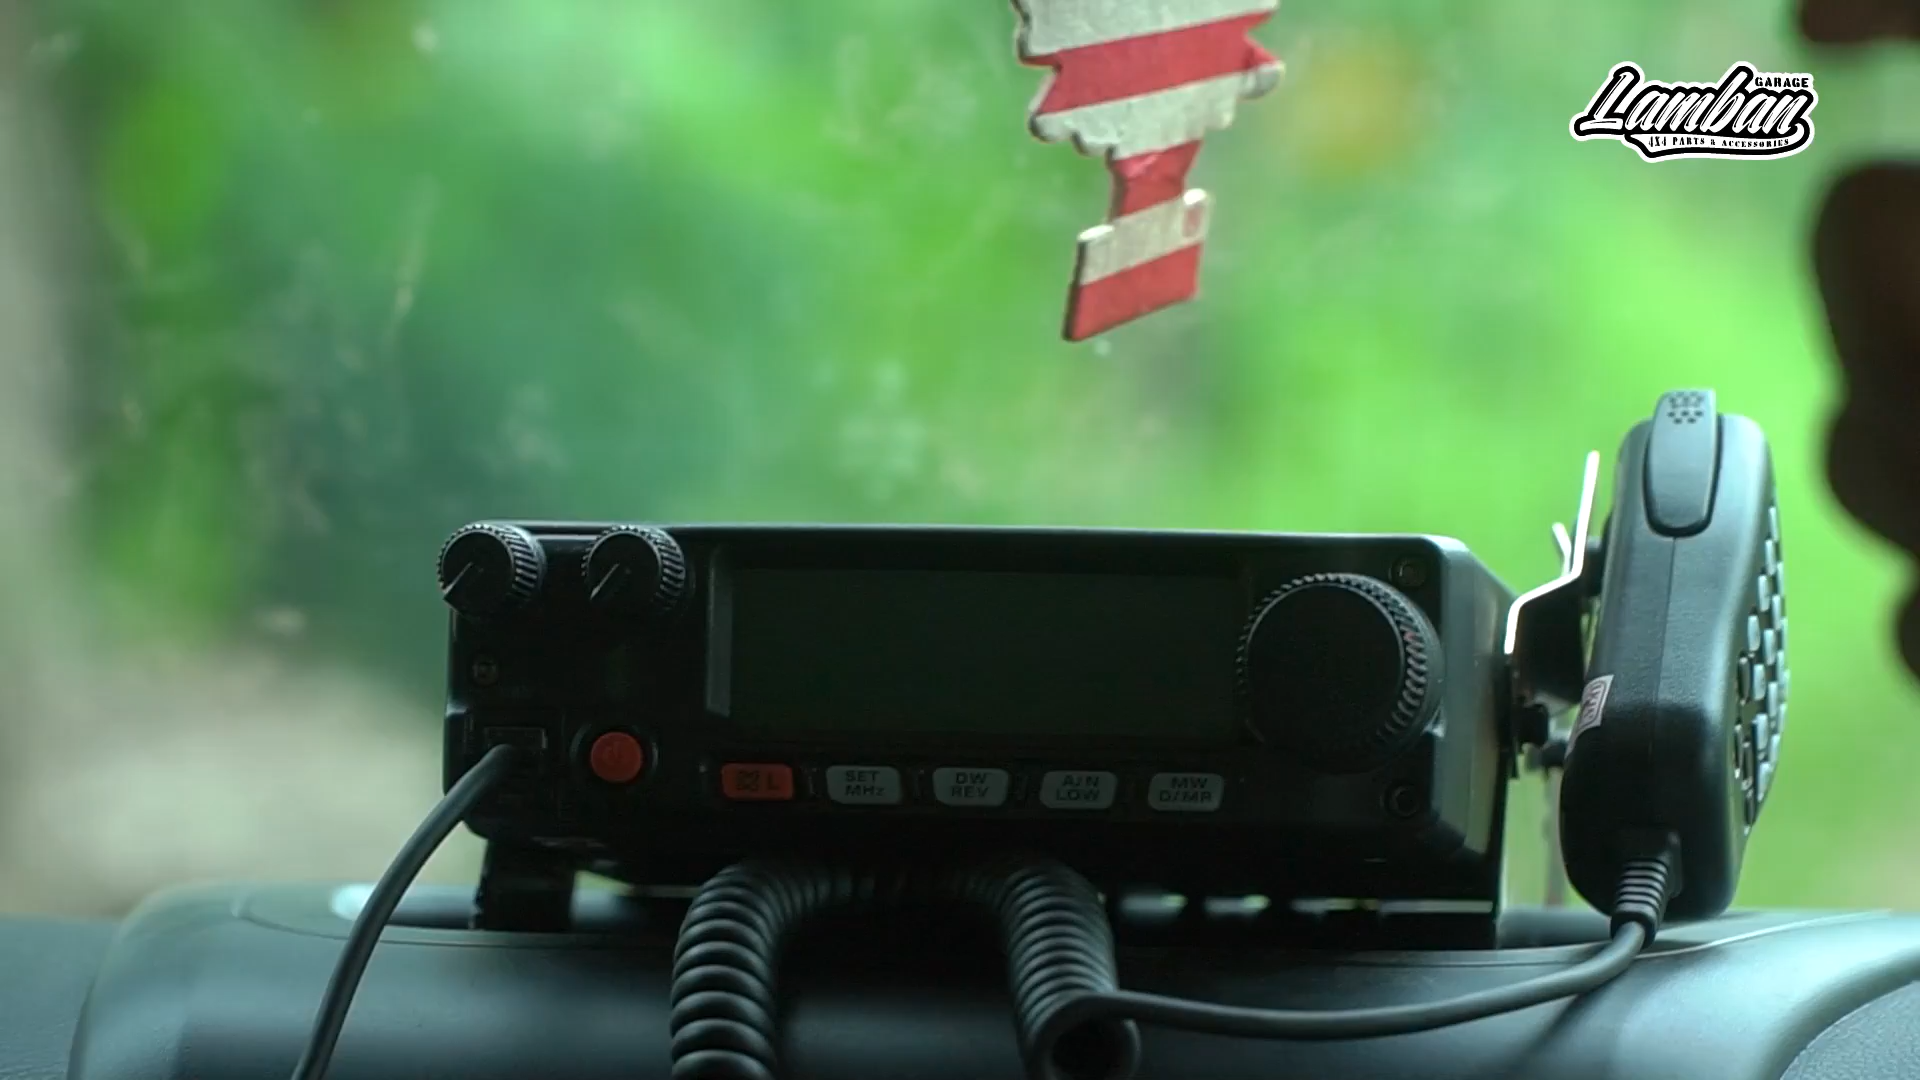 GARAGE
Lamban
4X4 PARTS & ACCESSORIES
L
SET
MHz
DW
REV
A/N
LOW
MW
D/MR